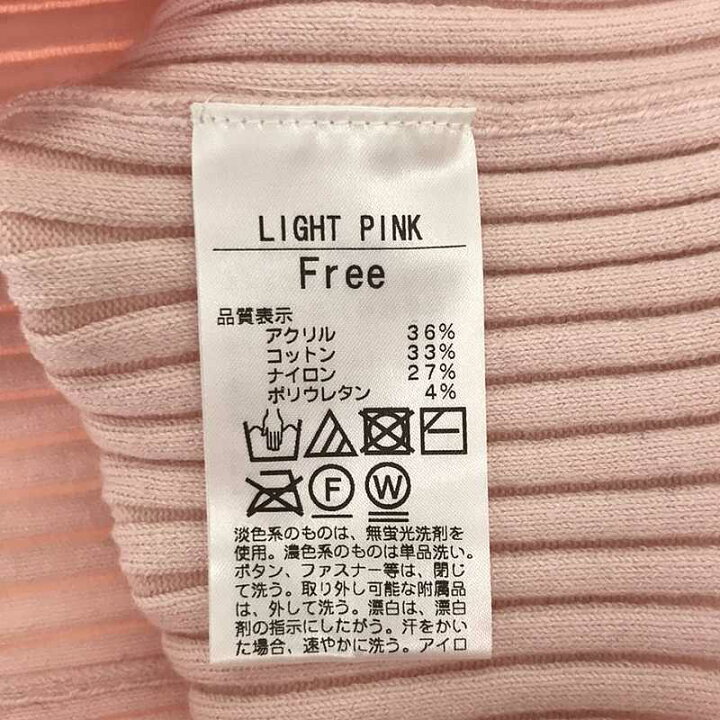 LIGHT PINK
Free
品質表示
アクリル 36%
コットン 33%
ナイロン 27%
ポリウレタン 4%
F W
淡色系のものは、無蛍光洗剤を
使用。濃色系のものは単品洗い。
ボタン、ファスナー等は、閉じ
て洗う。取り外し可能な附属品
は、外して洗う。漂白は、漂白
剤の指示にしたがう。汗をかい
た場合、速やかに洗う。アイロ